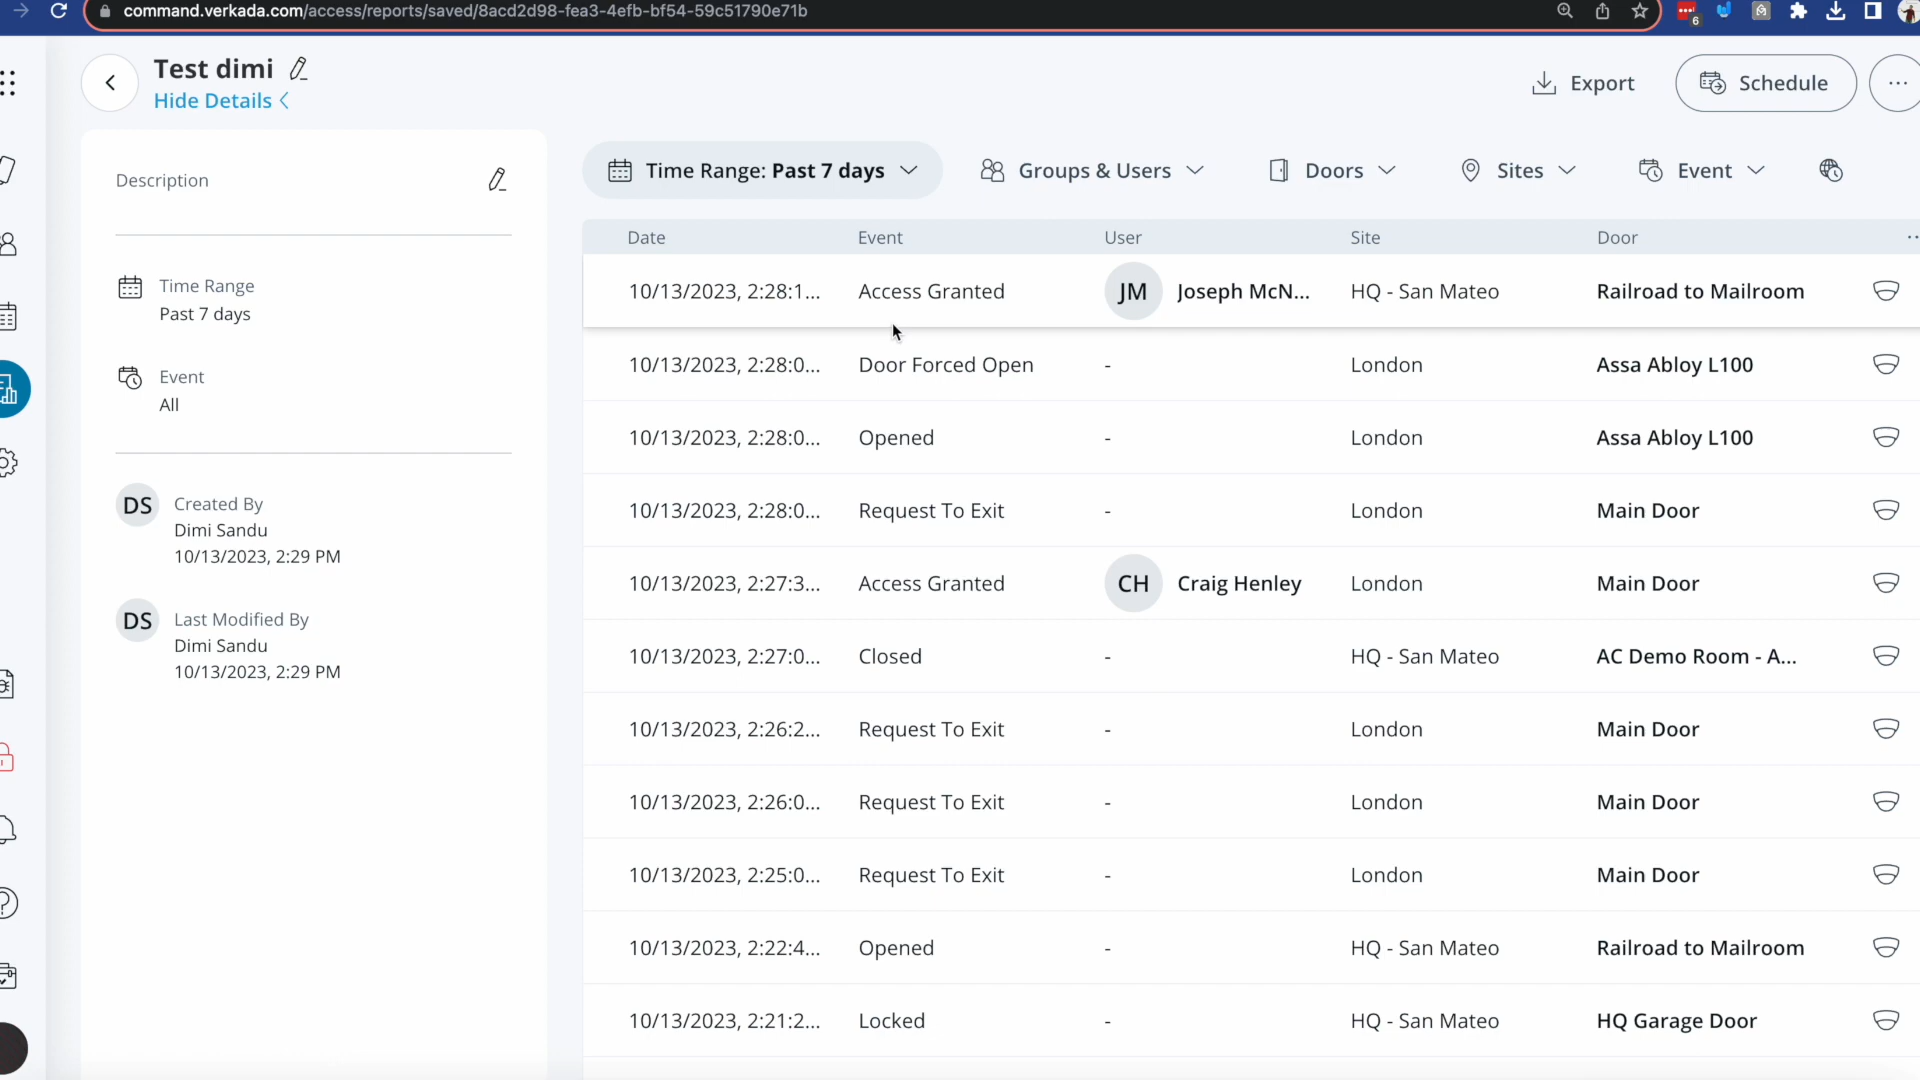 command.verkada.com/access/reports/saved/8acd2d98-fea3-4efb-bf54-59c51790e71b
6
Test dimi
Hide Details
Export
Schedule
Description
Time Range
Past 7 days
Event
All
DS
Created By
Dimi Sandu
10/13/2023, 2:29 PM
DS
Last Modified By
Dimi Sandu
10/13/2023, 2:29 PM
Time Range: Past 7 days
Groups & Users
Doors
Sites
Event
Date Event User Site Door
10/13/2023, 2:28:1... Access Granted JM Joseph McN... HQ - San Mateo Railroad to Mailroom
10/13/2023, 2:28:0... Door Forced Open - London Assa Abloy L100
10/13/2023, 2:28:0... Opened - London Assa Abloy L100
10/13/2023, 2:28:0... Request To Exit - London Main Door
10/13/2023, 2:27:3... Access Granted CH Craig Henley London Main Door
10/13/2023, 2:27:0... Closed - HQ - San Mateo AC Demo Room - A...
10/13/2023, 2:26:2... Request To Exit - London Main Door
10/13/2023, 2:26:0... Request To Exit - London Main Door
10/13/2023, 2:25:0... Request To Exit - London Main Door
10/13/2023, 2:22:4... Opened - HQ - San Mateo Railroad to Mailroom
10/13/2023, 2:21:2... Locked - HQ - San Mateo HQ Garage Door